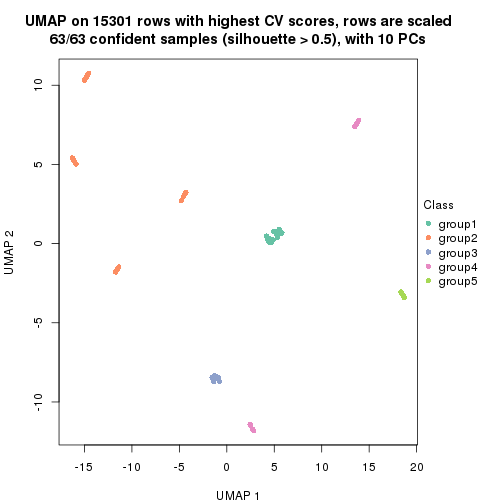 UMAP on 15301 rows with highest CV scores, rows are scaled
63/63 confident samples (silhouette > 0.5), with 10 PCs
10
5
0
-5
-10
UMAP 2
-15
-10
-5
0
5
10
15
20
UMAP 1
Class
group1
group2
group3
group4
group5